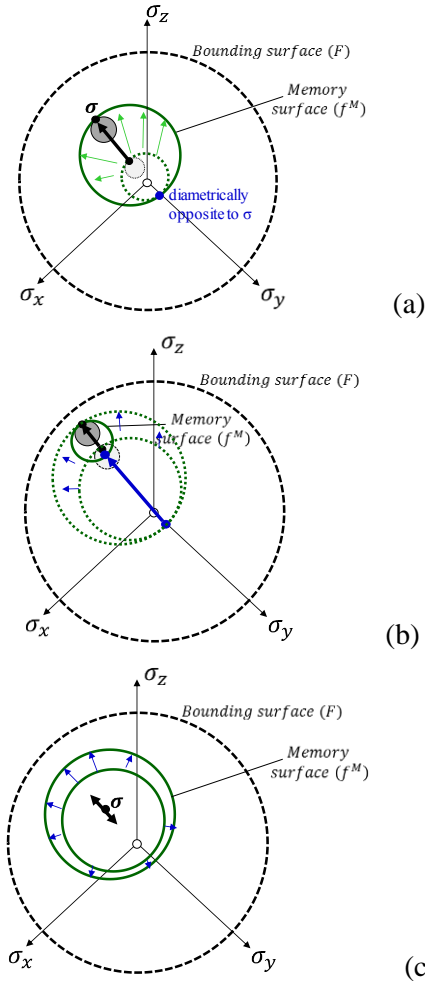 σz
Bounding surface (F)
Memory
surface (fᴹ)
σ
diametrically
opposite to σ
σx
σy
(a)
σz
Bounding surface (F)
Memory
surface (fᴹ)
σx
σy
(b)
σz
Bounding surface (F)
Memory
surface (fᴹ)
σ
σx
σy
(c